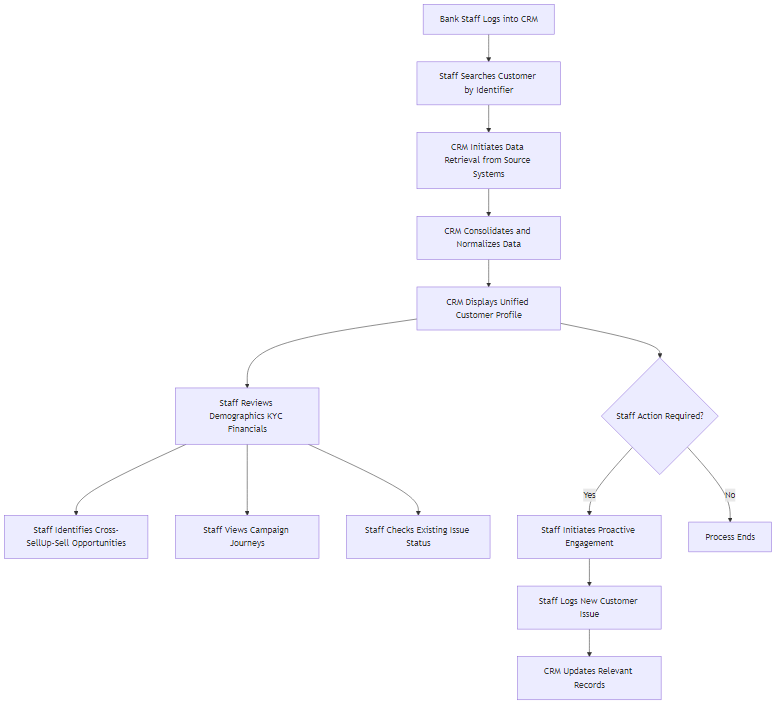 Bank Staff Logs into CRM
Staff Searches Customer
by Identifier
CRM Initiates Data
Retrieval from Source
Systems
CRM Consolidates and
Normalizes Data
CRM Displays Unified
Customer Profile
Staff Reviews
Demographics KYC
Financials
Staff Action Required?
Yes
No
Staff Identifies Cross-
SellUp-Sell Opportunities
Staff Views Campaign
Journeys
Staff Checks Existing Issue
Status
Staff Initiates Proactive
Engagement
Process Ends
Staff Logs New Customer
Issue
CRM Updates Relevant
Records